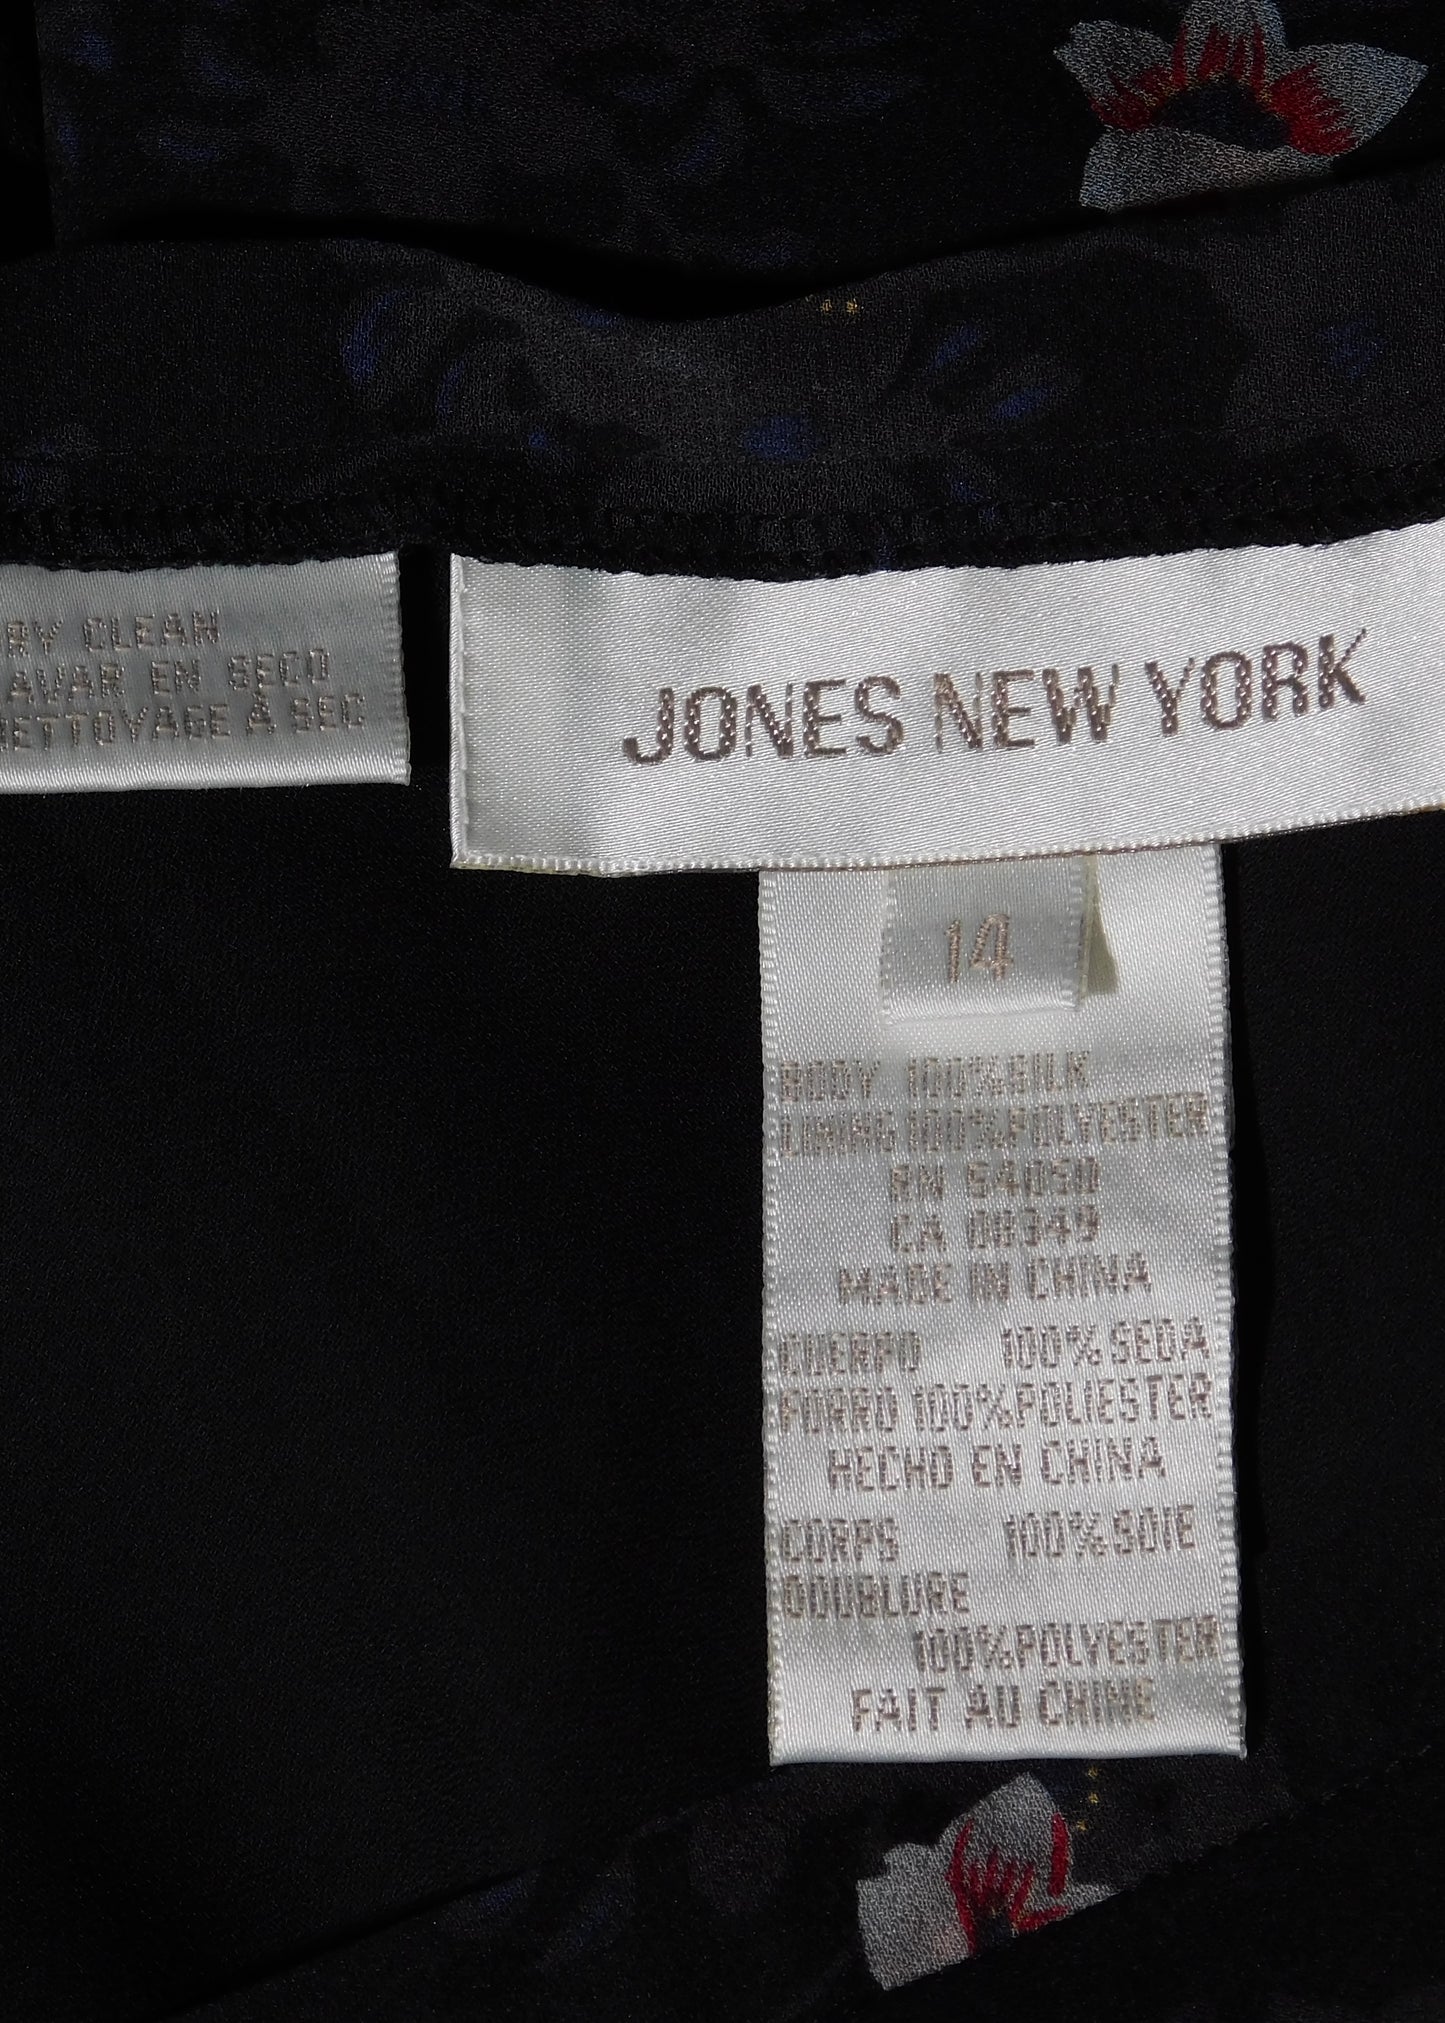 RY CLEAN
AVAR EN SECO
NETTOYAGE À SEC
JONES NEW YORK
14
BODY 100% SILK
LINING 100% POLYESTER
RN 54050
CA 08349
MADE IN CHINA
CUERPO 100% SEDA
FORRO 100% POLIESTER
HECHO EN CHINA
CORPS 100% SOIE
DOUBLURE
100% POLYESTER
FAIT AU CHINE